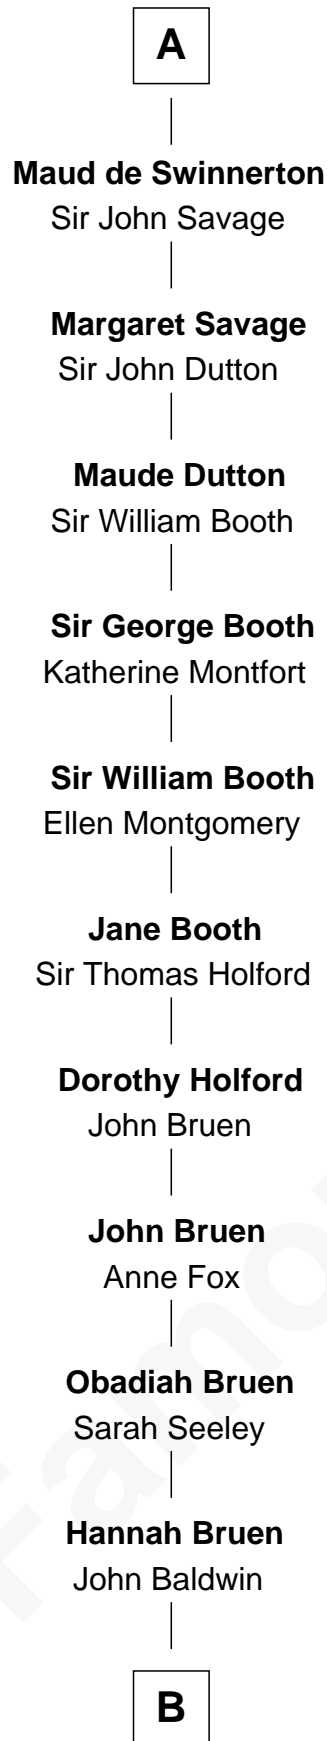 A
Maud de Swinnerton
Sir John Savage
Margaret Savage
Sir John Dutton
Maude Dutton
Sir William Booth
Sir George Booth
Katherine Montfort
Sir William Booth
Ellen Montgomery
Jane Booth
Sir Thomas Holford
Dorothy Holford
John Bruen
John Bruen
Anne Fox
Obadiah Bruen
Sarah Seeley
Hannah Bruen
John Baldwin
B
Famo